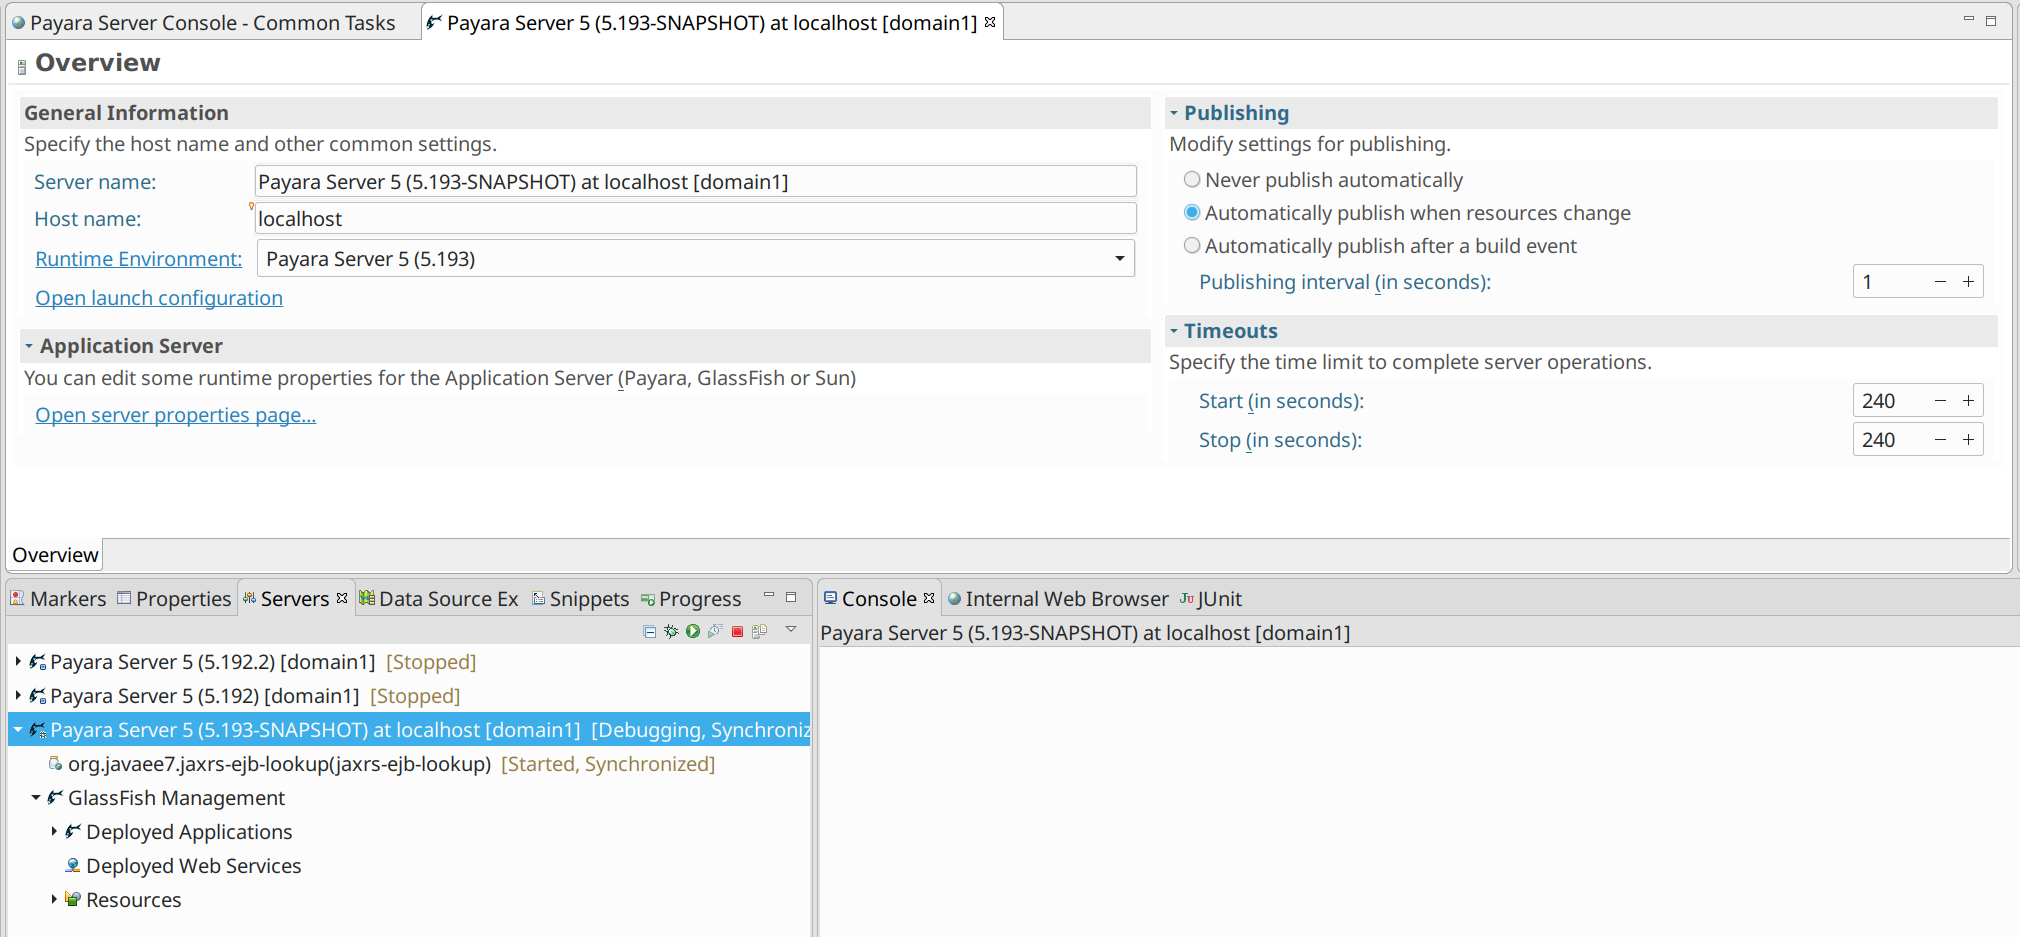 Payara Server Console - Common Tasks
Payara Server 5 (5.193-SNAPSHOT) at localhost [domain1]
Overview
General Information
Specify the host name and other common settings.
Server name:
Payara Server 5 (5.193-SNAPSHOT) at localhost [domain1]
Host name:
localhost
Runtime Environment:
Payara Server 5 (5.193)
Open launch configuration
Application Server
You can edit some runtime properties for the Application Server (Payara, GlassFish or Sun)
Open server properties page...
Publishing
Modify settings for publishing.
Never publish automatically
Automatically publish when resources change
Automatically publish after a build event
Publishing interval (in seconds):
1
Timeouts
Specify the time limit to complete server operations.
Start (in seconds):
240
Stop (in seconds):
240
Overview
Markers
Properties
Servers
Data Source Ex
Snippets
Progress
Payara Server 5 (5.192.2) [domain1] [Stopped]
Payara Server 5 (5.192) [domain1] [Stopped]
Payara Server 5 (5.193-SNAPSHOT) at localhost [domain1] [Debugging, Synchroniz
org.javaee7.jaxrs-ejb-lookup(jaxrs-ejb-lookup) [Started, Synchronized]
GlassFish Management
Deployed Applications
Deployed Web Services
Resources
Console
Internal Web Browser
JUnit
Payara Server 5 (5.193-SNAPSHOT) at localhost [domain1]